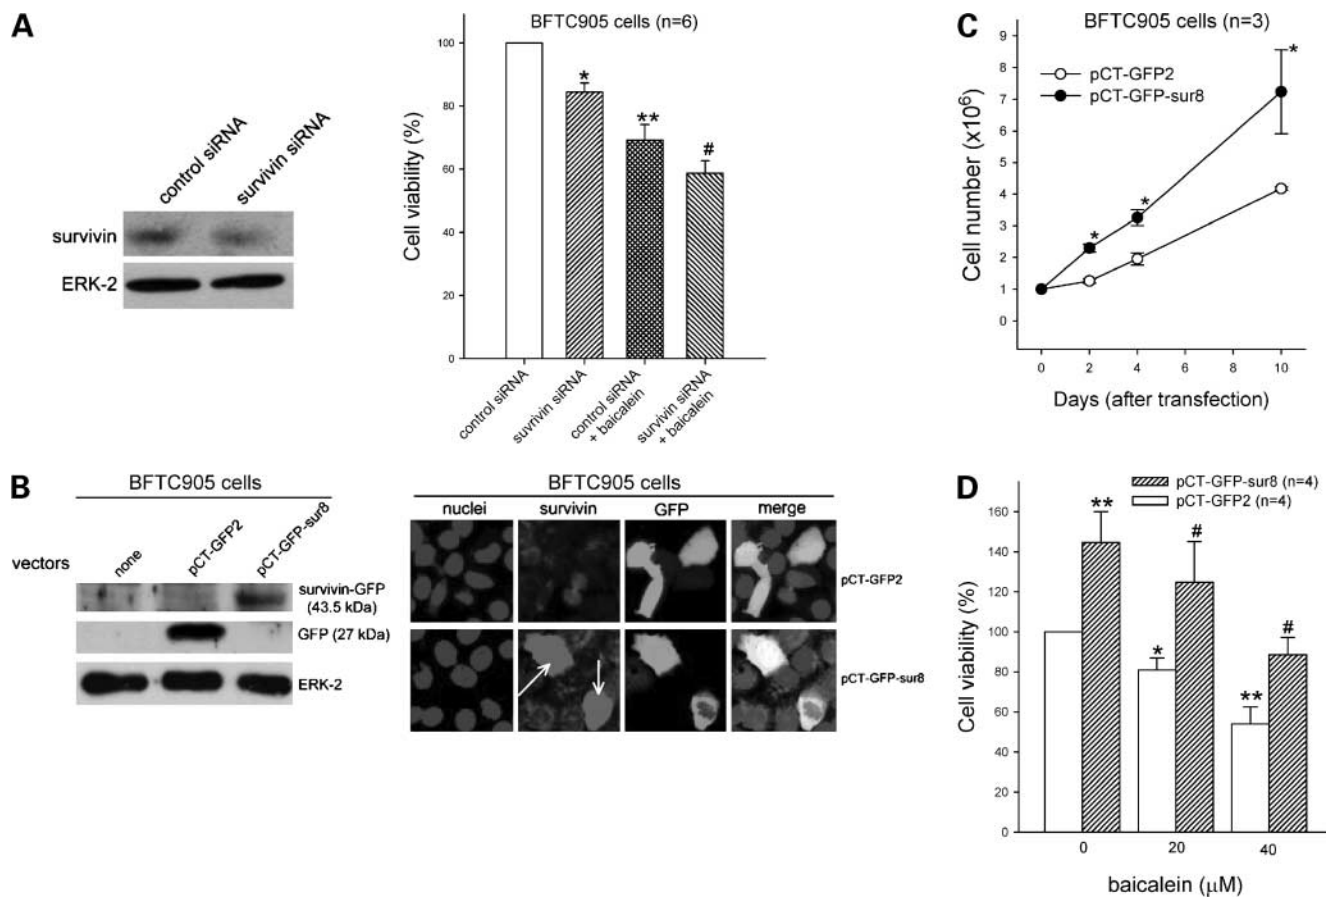 A
control siRNA
survivin siRNA
survivin
ERK-2
BFTC905 cells (n=6)
Cell viability (%)
100
80
60
40
20
0
*
**
#
control siRNA
suvrivin siRNA
control siRNA
+ baicalein
survivin siRNA
+ baicalein
B
BFTC905 cells
vectors
none
pCT-GFP2
pCT-GFP-sur8
survivin-GFP
(43.5 kDa)
GFP (27 kDa)
ERK-2
BFTC905 cells
nuclei survivin GFP merge
pCT-GFP2
pCT-GFP-sur8
C
BFTC905 cells (n=3)
pCT-GFP2
pCT-GFP-sur8
Cell number (x10⁶)
9
8
7
6
5
4
3
2
1
0
*
*
*
0 2 4 6 8 10
Days (after transfection)
D
pCT-GFP-sur8 (n=4)
pCT-GFP2 (n=4)
Cell viability (%)
160
140
120
100
80
60
40
20
0
**
*
#
**
#
0 20 40
baicalein (μM)